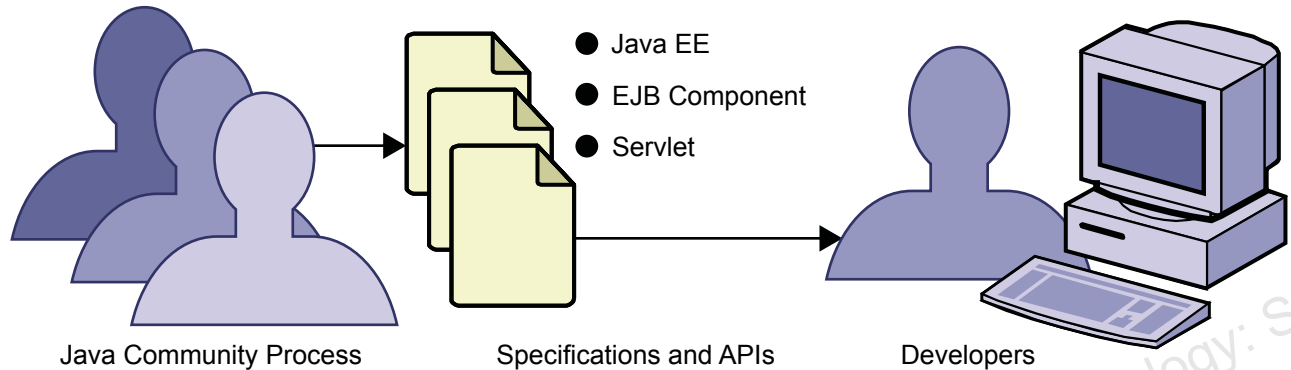 Java EE
EJB Component
Servlet
Java Community Process
Specifications and APIs
Developers